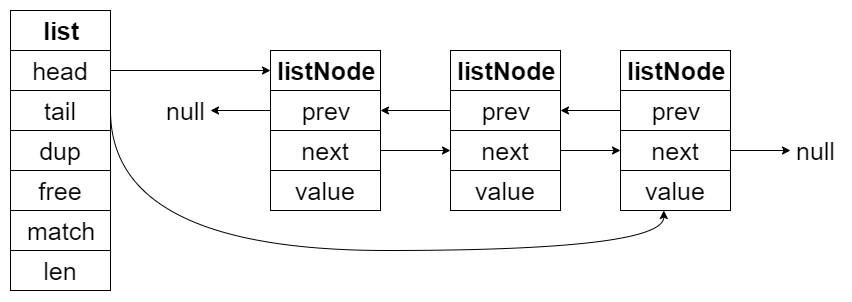 list
head
tail
dup
free
match
len
null
listNode
prev
next
value
listNode
prev
next
value
listNode
prev
next
value
null